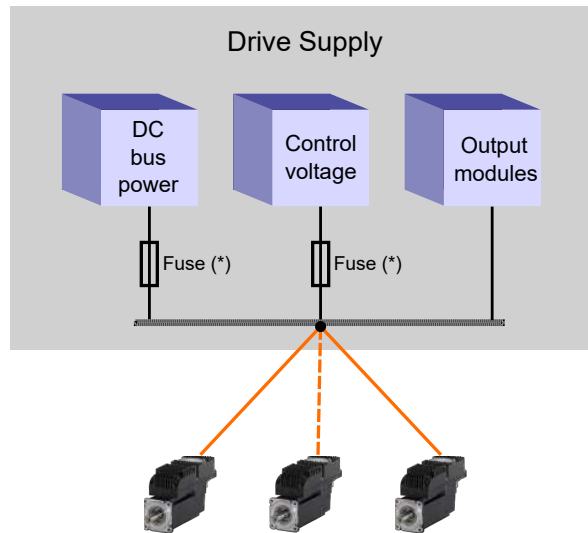 Drive Supply
DC
bus
power
Control
voltage
Output
modules
Fuse (*)
Fuse (*)